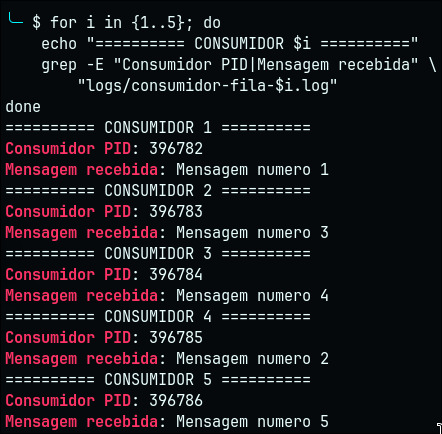 ╰─ $ for i in {1..5}; do
    echo "========== CONSUMIDOR $i =========="
    grep -E "Consumidor PID|Mensagem recebida" \
        "logs/consumidor-fila-$i.log"
done
========== CONSUMIDOR 1 ==========
Consumidor PID: 396782
Mensagem recebida: Mensagem numero 1
========== CONSUMIDOR 2 ==========
Consumidor PID: 396783
Mensagem recebida: Mensagem numero 3
========== CONSUMIDOR 3 ==========
Consumidor PID: 396784
Mensagem recebida: Mensagem numero 4
========== CONSUMIDOR 4 ==========
Consumidor PID: 396785
Mensagem recebida: Mensagem numero 2
========== CONSUMIDOR 5 ==========
Consumidor PID: 396786
Mensagem recebida: Mensagem numero 5